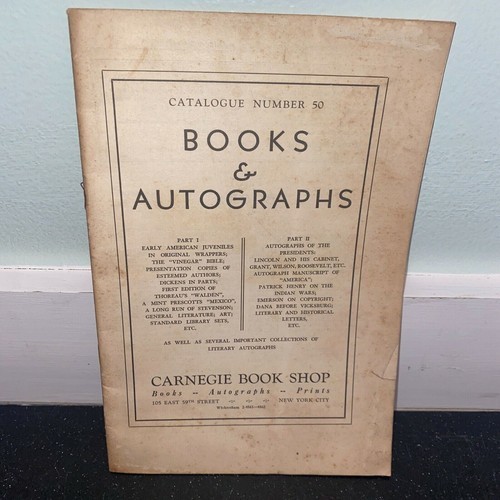 CATALOGUE NUMBER 50
BOOKS
&
AUTOGRAPHS
PART I
EARLY AMERICAN JUVENILES
IN ORIGINAL WRAPPERS;
THE "VINEGAR" BIBLE;
PRESENTATION COPIES OF
ESTEEMED AUTHORS;
DICKENS IN PARTS;
FIRST EDITION OF
THOREAU'S "WALDEN",
A MINT PRESCOTTS "MEXICO",
A LONG RUN OF STEVENSON;
GENERAL LITERATURE; ART;
STANDARD LIBRARY SETS,
ETC.
PART II
AUTOGRAPHS OF THE
PRESIDENTS;
LINCOLN AND HIS CABINET,
GRANT, WILSON, ROOSEVELT, ETC.
AUTOGRAPH MANUSCRIPT OF
"AMERICA";
PATRICK HENRY ON THE
INDIAN WARS;
EMERSON ON COPYRIGHT;
DANA BEFORE VICKSBURG;
LITERARY AND HISTORICAL
LETTERS,
ETC.
AS WELL AS SEVERAL IMPORTANT COLLECTIONS OF
LITERARY AUTOGRAPHS
CARNEGIE BOOK SHOP
Books - Autographs - Prints
105 EAST 59TH STREET - - - NEW YORK CITY